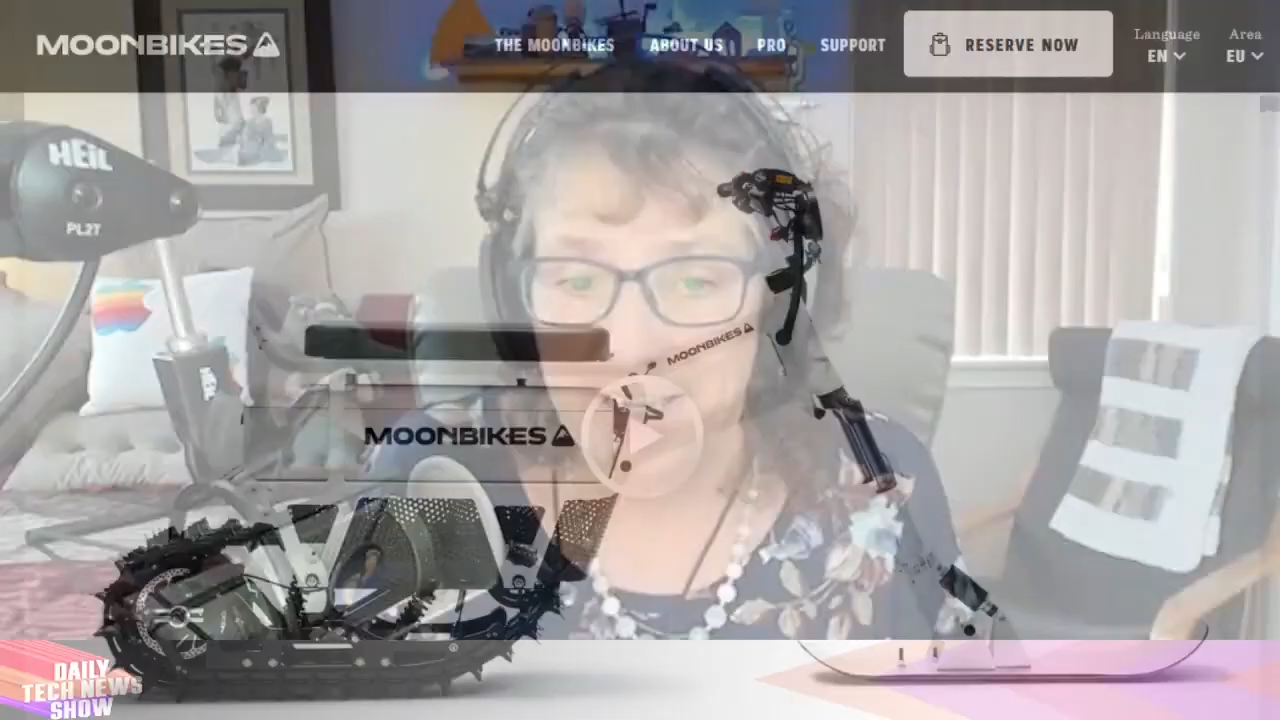 MOONBIKES
THE MOONBIKES ABOUT US PRO SUPPORT RESERVE NOW
Language Area
EN EU
HEiL
PL2T
MOONBIKES
MOONBIKES
DAILY
TECH NEWS
SHOW